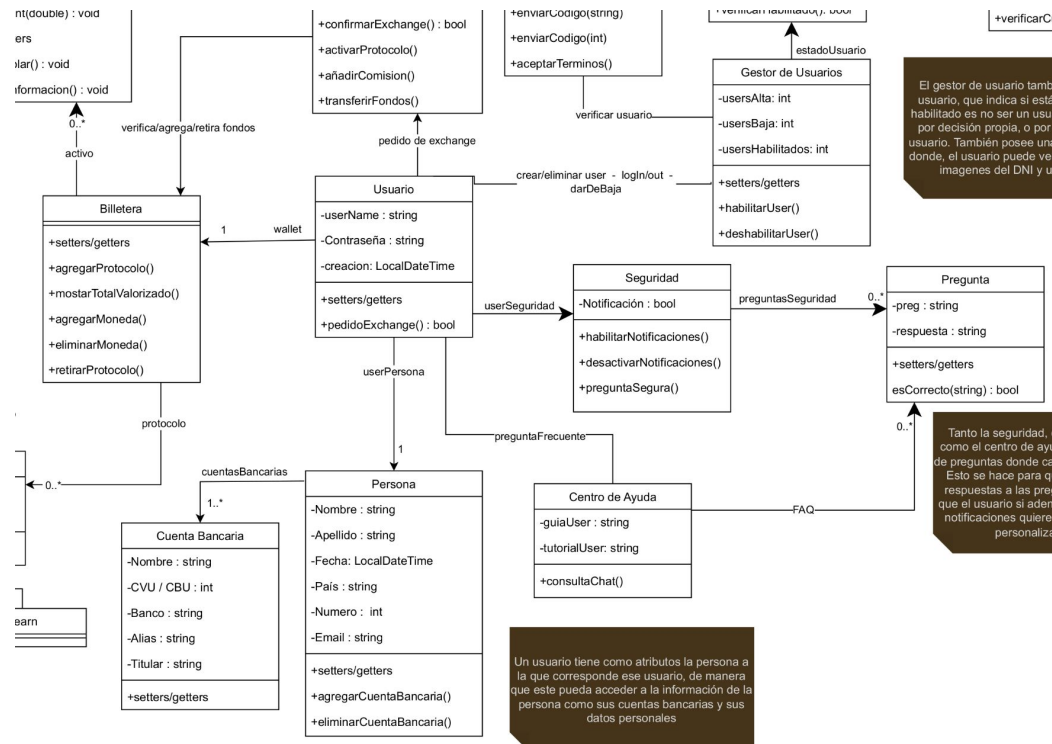 nt(double) : void
ers
olar() : void
nformacion() : void
0..*
activo
verifica/agrega/retira fondos
+confirmarExchange() : bool
+activarProtocolo()
+añadirComision()
+transferirFondos()
pedido de exchange
+enviarCodigo(string)
+enviarCodigo(int)
+aceptarTerminos()
verificar usuario
estadoUsuario
+verificarHabilitado(): bool
+verificarCo
Gestor de Usuarios
-usersAlta: int
-usersBaja: int
-usersHabilitados: int
+setters/getters
+habilitarUser()
+deshabilitarUser()
El gestor de usuario tamb
usuario, que indica si está
habilitado es no ser un usu
por decisión propia, o por
usuario. También posee una
donde, el usuario puede ve
imagenes del DNI y u
crear/eliminar user - logIn/out -
darDeBaja
Billetera
+setters/getters
+agregarProtocolo()
+mostarTotalValorizado()
+agregarMoneda()
+eliminarMoneda()
+retirarProtocolo()
1
wallet
Usuario
-userName : string
-Contraseña : string
-creacion: LocalDateTime
+setters/getters
+pedidoExchange() : bool
userSeguridad
Seguridad
-Notificación : bool
+habilitarNotificaciones()
+desactivarNotificaciones()
+preguntaSegura()
preguntasSeguridad
0..*
Pregunta
-preg : string
-respuesta : string
+setters/getters
esCorrecto(string) : bool
0..*
Tanto la seguridad,
como el centro de ayu
de preguntas donde ca
Esto se hace para q
respuestas a las preg
que el usuario si adem
notificaciones quiere
personaliza
userPersona
1
preguntaFrecuente
protocolo
0..*
earn
cuentasBancarias
1..*
Cuenta Bancaria
-Nombre : string
-CVU / CBU : int
-Banco : string
-Alias : string
-Titular : string
+setters/getters
Persona
-Nombre : string
-Apellido : string
-Fecha: LocalDateTime
-País : string
-Numero : int
-Email : string
+setters/getters
+agregarCuentaBancaria()
+eliminarCuentaBancaria()
Centro de Ayuda
-guiaUser : string
-tutorialUser: string
+consultaChat()
FAQ
Un usuario tiene como atributos la persona a
la que corresponde ese usuario, de manera
que este pueda acceder a la información de la
persona como sus cuentas bancarias y sus
datos personales